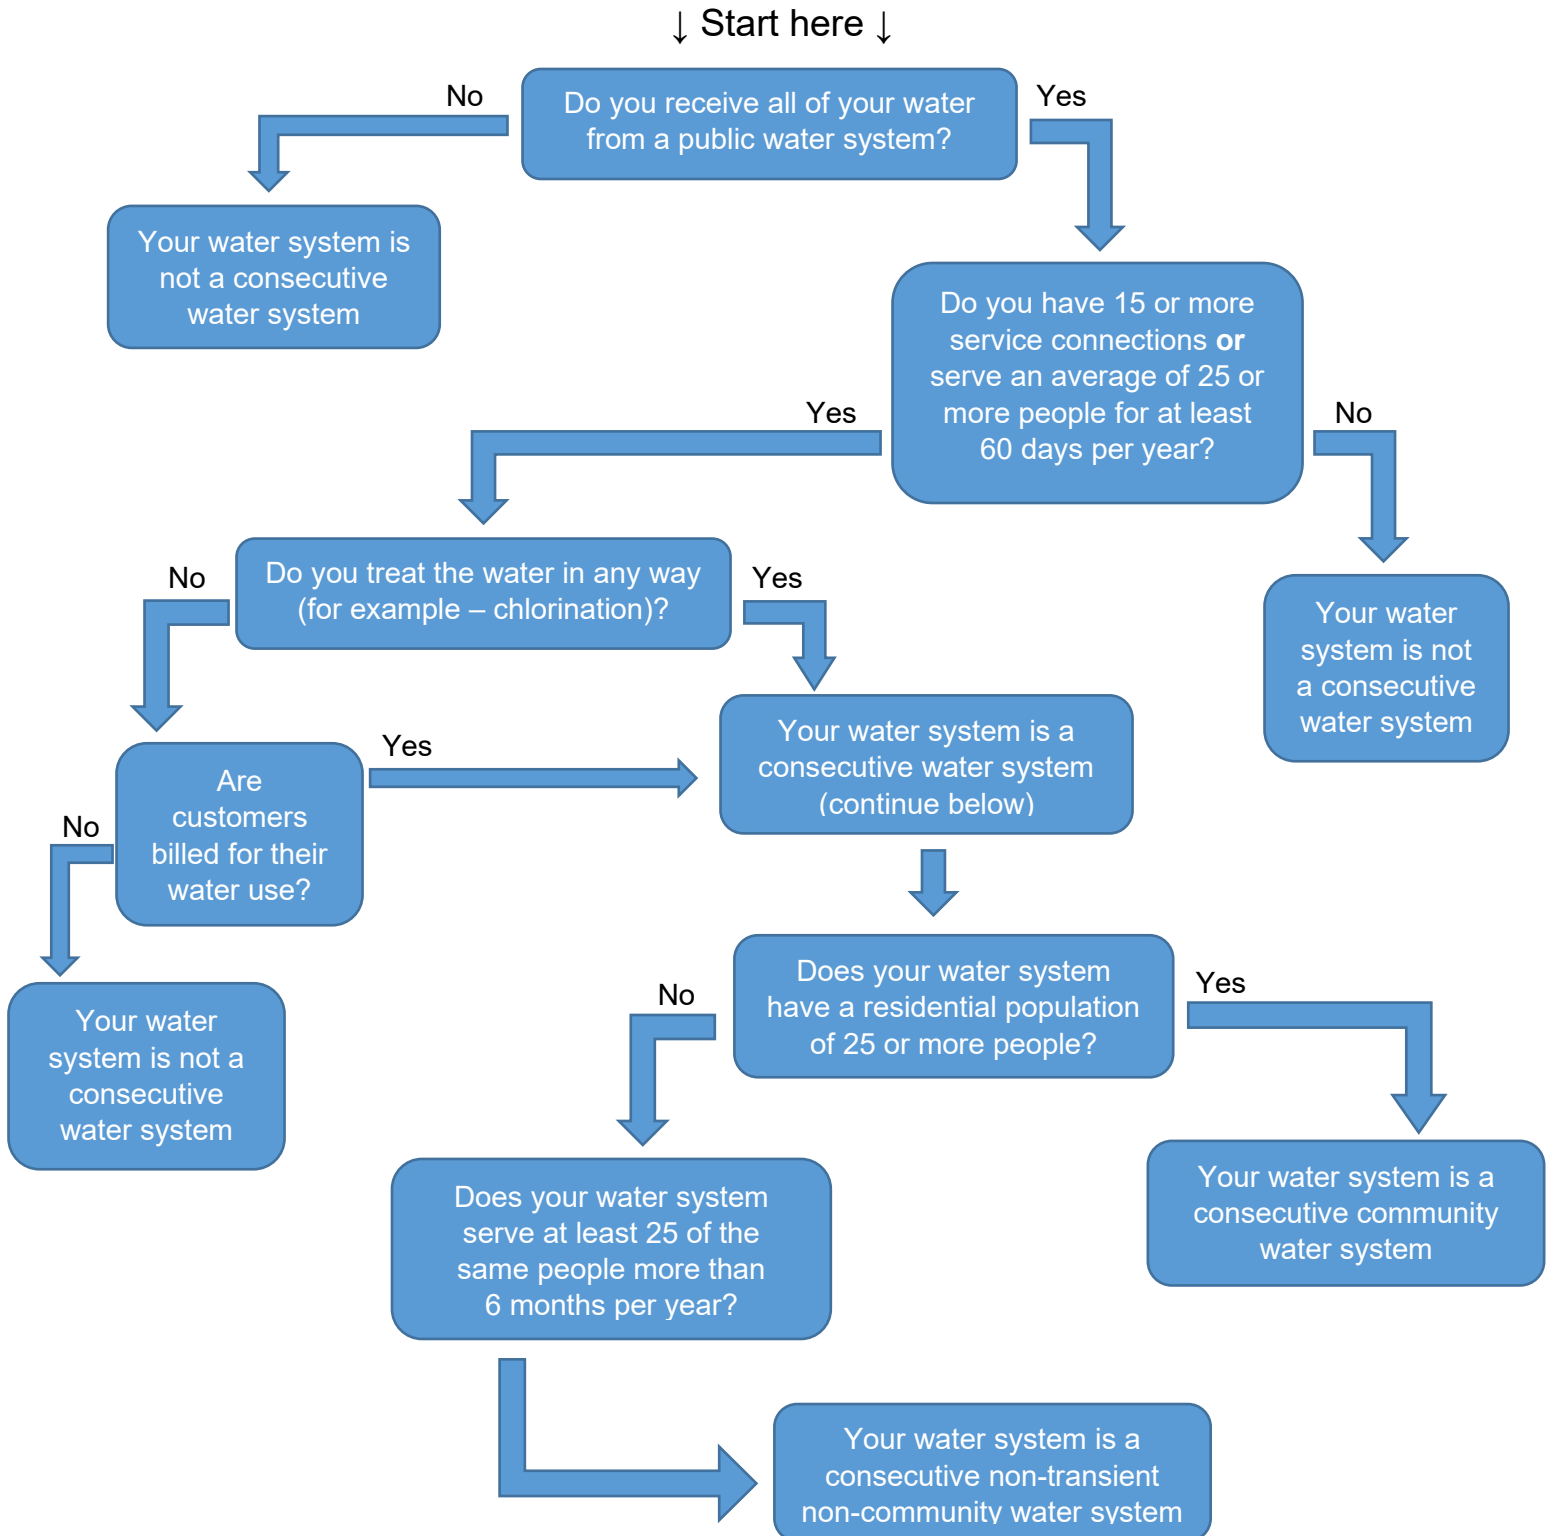 ↓ Start here ↓
No
Do you receive all of your water
from a public water system?
Yes
Your water system is
not a consecutive
water system
Do you have 15 or more
service connections or
serve an average of 25 or
more people for at least
60 days per year?
Yes
No
Do you treat the water in any way
(for example – chlorination)?
No
Yes
Your water
system is not
a consecutive
water system
Are
customers
billed for their
water use?
Yes
No
Your water system is a
consecutive water system
(continue below)
Your water
system is not a
consecutive
water system
Does your water system
have a residential population
of 25 or more people?
No
Yes
Does your water system
serve at least 25 of the
same people more than
6 months per year?
Your water system is a
consecutive community
water system
Your water system is a
consecutive non-transient
non-community water system